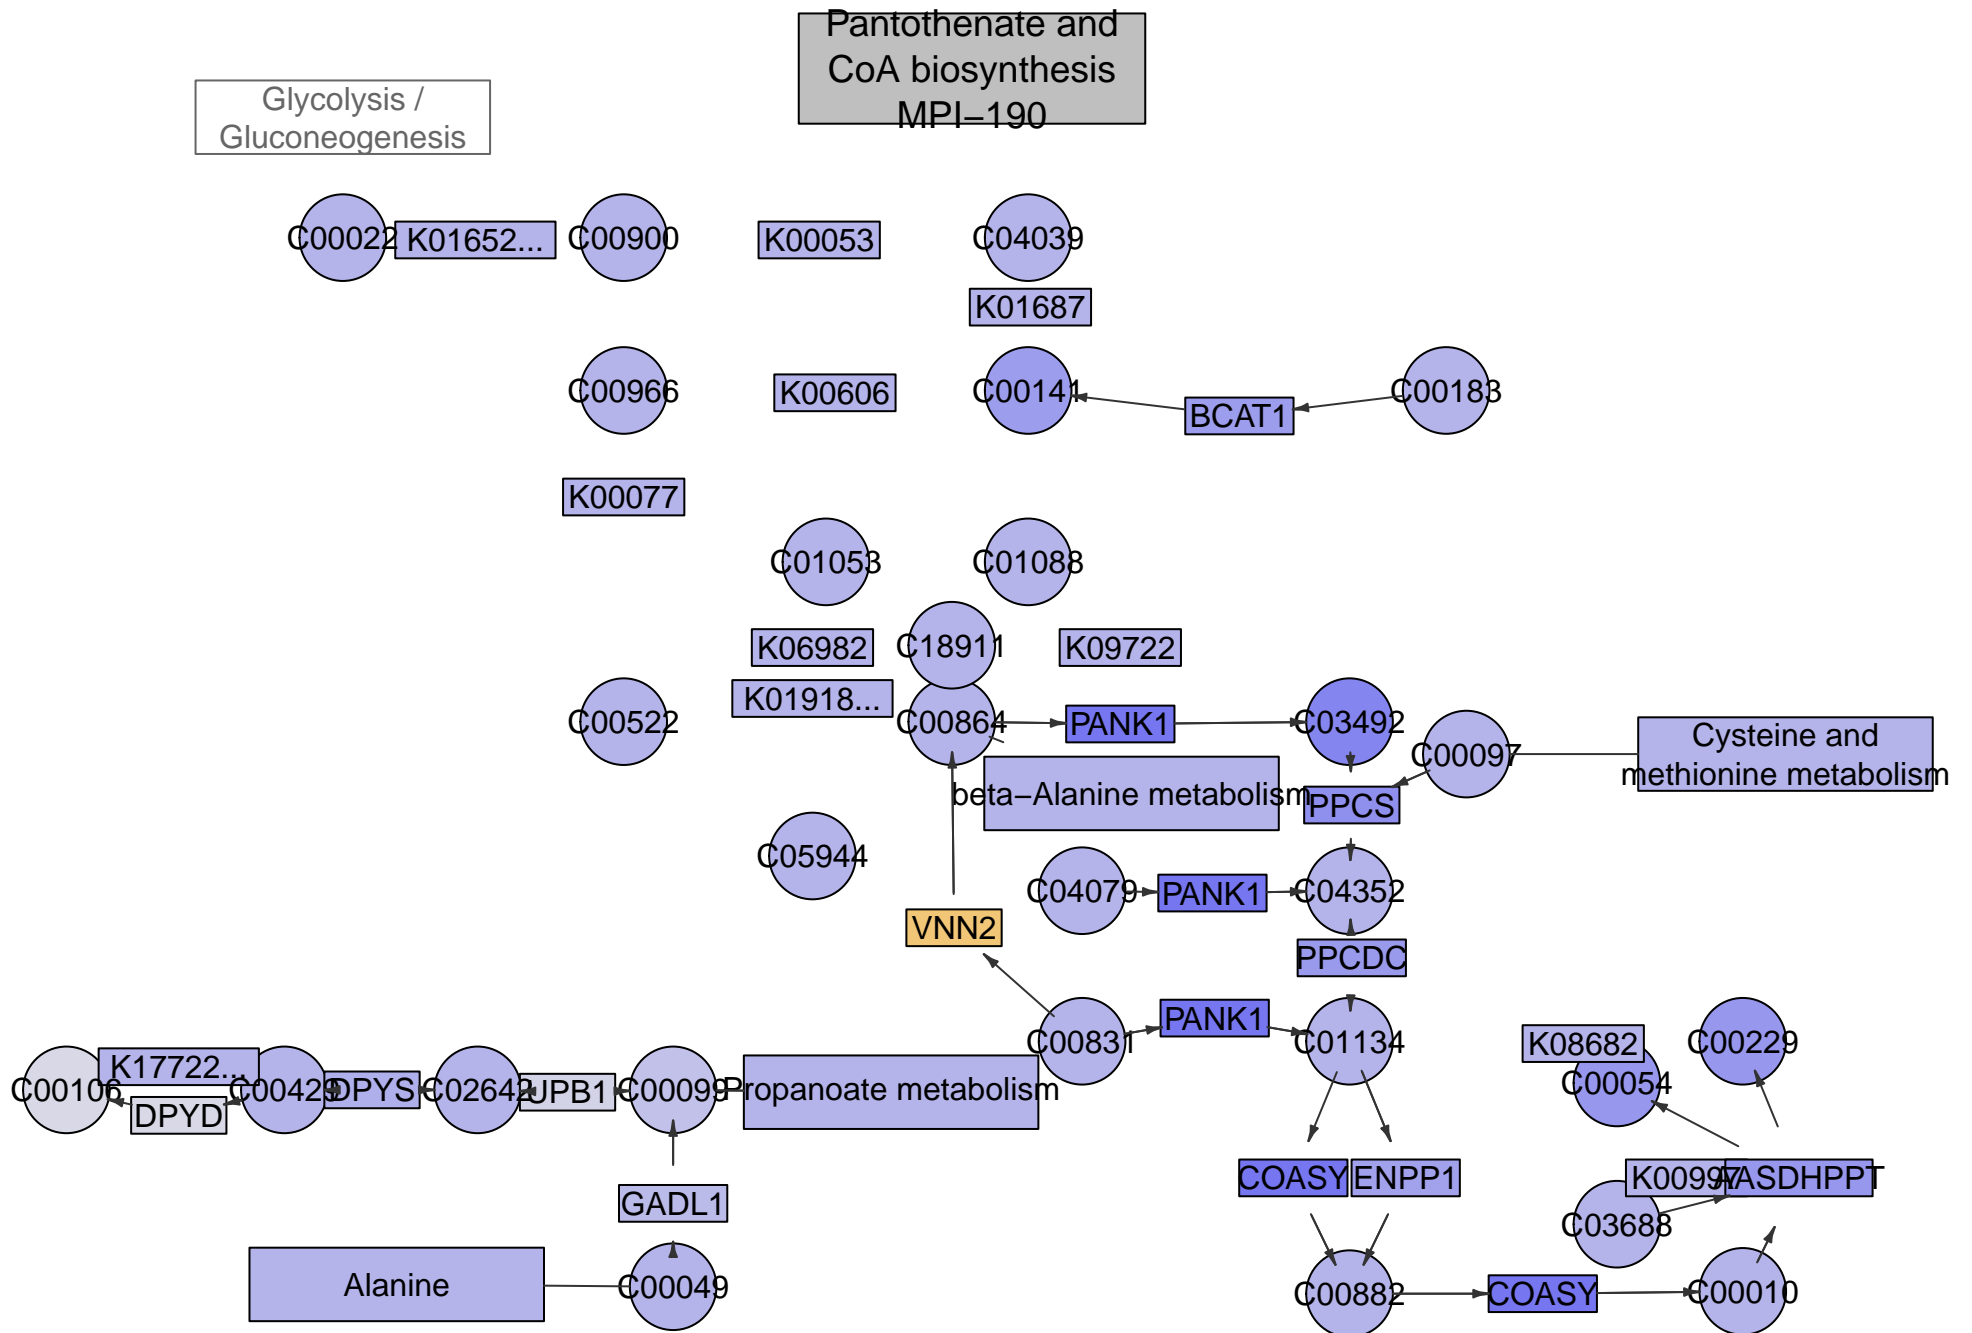 Pantothenate and
CoA biosynthesis
MPI−190
Glycolysis /
Gluconeogenesis
C00022
K01652...
C00900
K00053
C04039
K01687
C00966
K00606
C00141
BCAT1
C00183
K00077
C01053
C01088
K06982
C18911
K09722
K01918...
C00522
C00864
PANK1
C03492
C00097
Cysteine and
methionine metabolism
beta−Alanine metabolism
PPCS
C05944
C04079
PANK1
C04352
VNN2
PPCDC
C00831
PANK1
C01134
K08682
C00229
C00054
C00106
K17722...
DPYD
C00429
DPYS
C02642
UPB1
C00099
Propanoate metabolism
COASY
ENPP1
K00997
AASDHPPT
GADL1
C03688
Alanine
C00049
C00882
COASY
C00010